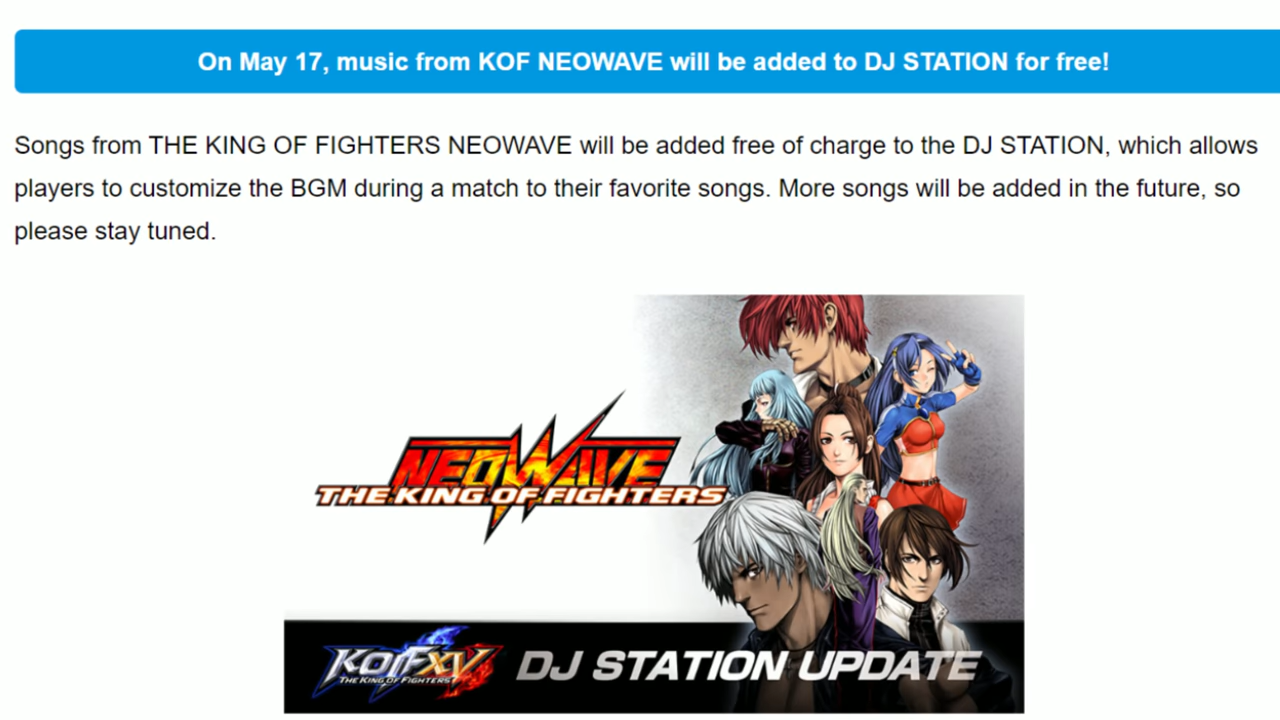 On May 17, music from KOF NEOWAVE will be added to DJ STATION for free!
Songs from THE KING OF FIGHTERS NEOWAVE will be added free of charge to the DJ STATION, which allows
players to customize the BGM during a match to their favorite songs. More songs will be added in the future, so
please stay tuned.
NEOWAVE
THE KING OF FIGHTERS
KOF XV
THE KING OF FIGHTERS
DJ STATION UPDATE